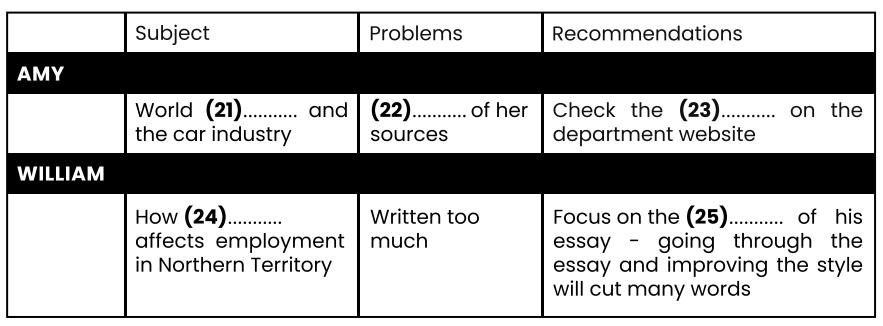 Subject Problems Recommendations
AMY
World (21)........... and the car industry
(22)........... of her sources
Check the (23)........... on the department website
WILLIAM
How (24)........... affects employment in Northern Territory
Written too much
Focus on the (25)........... of his essay - going through the essay and improving the style will cut many words